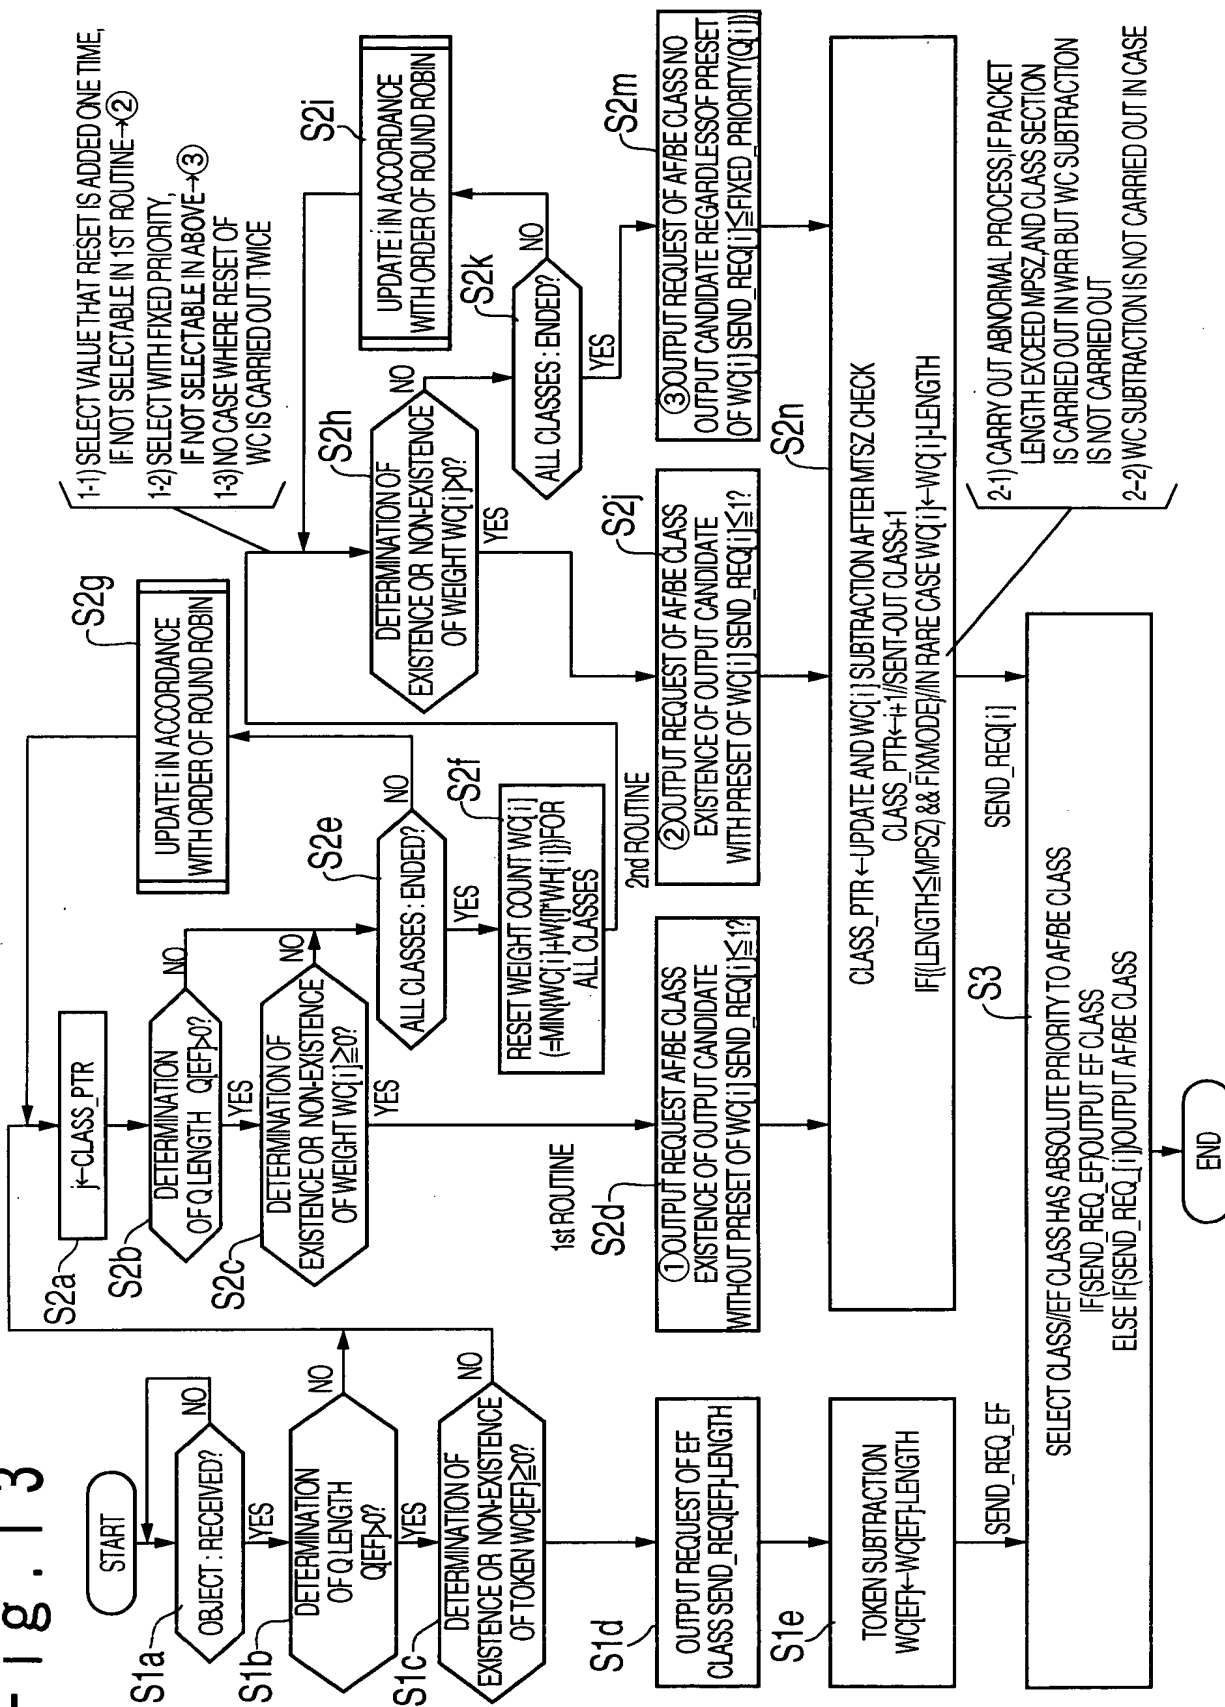 Fig. 13
START
S1a
OBJECT : RECEIVED?
NO
YES
S1b
DETERMINATION
OF Q LENGTH
Q[EF]>0?
NO
YES
S1c
DETERMINATION OF
EXISTENCE OR NON-EXISTENCE
OF TOKEN WC[EF]≧0?
NO
S1d
OUTPUT REQUEST OF EF
CLASS SEND_REQ[EF]-LENGTH
S1e
TOKEN SUBTRACTION
WC[EF]←WC[EF]-LENGTH
SEND_REQ_EF
S2a
j←CLASS_PTR
S2b
DETERMINATION
OF Q LENGTH Q[EF]>0?
NO
YES
S2c
DETERMINATION OF
EXISTENCE OR NON-EXISTENCE
OF WEIGHT WC[i]≧0?
NO
YES
1st ROUTINE
S2d
①OUTPUT REQUEST AF/BE CLASS
EXISTENCE OF OUTPUT CANDIDATE
WITHOUT PRESET OF WC[i] SEND_REQ[i]≦1?
S2e
ALL CLASSES : ENDED?
NO
YES
S2f
RESET WEIGHT COUNT WC[i]
(=MIN{WC[i]+W[i]*WH[i]})FOR
ALL CLASSES
2nd ROUTINE
S2g
UPDATE i IN ACCORDANCE
WITH ORDER OF ROUND ROBIN
1-1) SELECT VALUE THAT RESET IS ADDED ONE TIME,
IF NOT SELECTABLE IN 1ST ROUTINE→②
1-2) SELECT WITH FIXED PRIORITY,
IF NOT SELECTABLE IN ABOVE→③
1-3) NO CASE WHERE RESET OF
WC IS CARRIED OUT TWICE
S2h
DETERMINATION OF
EXISTENCE OR NON-EXISTENCE
OF WEIGHT WC[i]>0?
NO
YES
S2i
UPDATE i IN ACCORDANCE
WITH ORDER OF ROUND ROBIN
S2k
ALL CLASSES : ENDED?
NO
YES
S2j
②OUTPUT REQUEST OF AF/BE CLASS
EXISTENCE OF OUTPUT CANDIDATE
WITH PRESET OF WC[i] SEND_REQ[i]≦1?
S2m
③OUTPUT REQUEST OF AF/BE CLASS NO
OUTPUT CANDIDATE REGARDLESSOF PRESET
OF WC[i] SEND_REQ[i]≦FIXED_PRIORITY(Q[i])
S2n
CLASS_PTR←UPDATE AND WC[i] SUBTRACTION AFTER MTSZ CHECK
CLASS_PTR←i+1//SENT-OUT CLASS+1
IF((LENGTH≦MPSZ) && FIXMODE)//IN RARE CASE WC[i]←WC[i]-LENGTH
2-1) CARRY OUT ABNORMAL PROCESS,IF PACKET
LENGTH EXCEED MPSZ,AND CLASS SECTION
IS CARRIED OUT IN WRR BUT WC SUBTRACTION
IS NOT CARRIED OUT
2-2) WC SUBTRACTION IS NOT CARRIED OUT IN CASE
SEND_REQ[i]
S3
SELECT CLASS//EF CLASS HAS ABSOLUTE PRIORITY TO AF/BE CLASS
IF(SEND_REQ_EF)OUTPUT EF CLASS
ELSE IF(SEND_REQ_[i])OUTPUT AF/BE CLASS
END